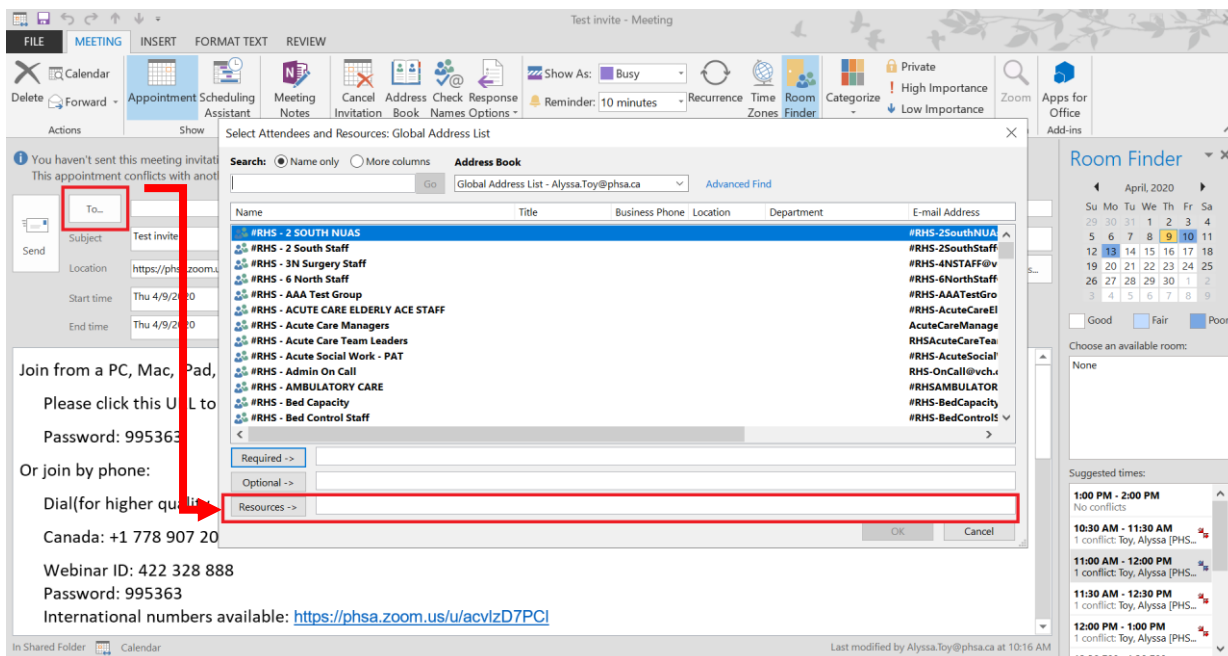 Test invite - Meeting
FILE MEETING INSERT FORMAT TEXT REVIEW
Delete
Calendar
Forward
Actions
Appointment
Scheduling Assistant
Show
Meeting Notes
Cancel Invitation
Address Book
Check Names
Response Options
Show As: Busy
Reminder: 10 minutes
Recurrence
Time Zones
Room Finder
Categorize
Private
High Importance
Low Importance
Zoom
Apps for Office
Add-ins
You haven't sent this meeting invitati
This appointment conflicts with anoth
To...
Send
Subject Test invite
Location https://phs zoom.u
Start time Thu 4/9/2020
End time Thu 4/9/2020
Join from a PC, Mac, iPad,
Please click this URL to
Password: 995363
Or join by phone:
Dial(for higher quality,
Canada: +1 778 907 20
Webinar ID: 422 328 888
Password: 995363
International numbers available: https://phsa.zoom.us/u/acvlzD7PCl
In Shared Folder Calendar
Last modified by Alyssa.Toy@phsa.ca at 10:16 AM
Select Attendees and Resources: Global Address List
Search: Name only More columns Address Book
Go Global Address List - Alyssa.Toy@phsa.ca Advanced Find
Name Title Business Phone Location Department E-mail Address
#RHS - 2 SOUTH NUAS #RHS-2SouthNUA
#RHS - 2 South Staff #RHS-2SouthStaff
#RHS - 3N Surgery Staff #RHS-4NSTAFF@v
#RHS - 6 North Staff #RHS-6NorthStaff
#RHS - AAA Test Group #RHS-AAATestGro
#RHS - ACUTE CARE ELDERLY ACE STAFF #RHS-AcuteCareEl
#RHS - Acute Care Managers AcuteCareManage
#RHS - Acute Care Team Leaders RHSAcuteCareTea
#RHS - Acute Social Work - PAT #RHS-AcuteSocial
#RHS - Admin On Call RHS-OnCall@vch.c
#RHS - AMBULATORY CARE #RHSAMBULATOR
#RHS - Bed Capacity #RHS-BedCapacity
#RHS - Bed Control Staff #RHS-BedControlS
Required ->
Optional ->
Resources ->
OK Cancel
Room Finder
April, 2020
Su Mo Tu We Th Fr Sa
29 30 31 1 2 3 4
5 6 7 8 9 10 11
12 13 14 15 16 17 18
19 20 21 22 23 24 25
26 27 28 29 30 1 2
3 4 5 6 7 8 9
Good Fair Poor
Choose an available room:
None
Suggested times:
1:00 PM - 2:00 PM
No conflicts
10:30 AM - 11:30 AM
1 conflict: Toy, Alyssa [PHS...
11:00 AM - 12:00 PM
1 conflict: Toy, Alyssa [PHS...
11:30 AM - 12:30 PM
1 conflict: Toy, Alyssa [PHS...
12:00 PM - 1:00 PM
1 conflict: Toy, Alyssa [PHS...